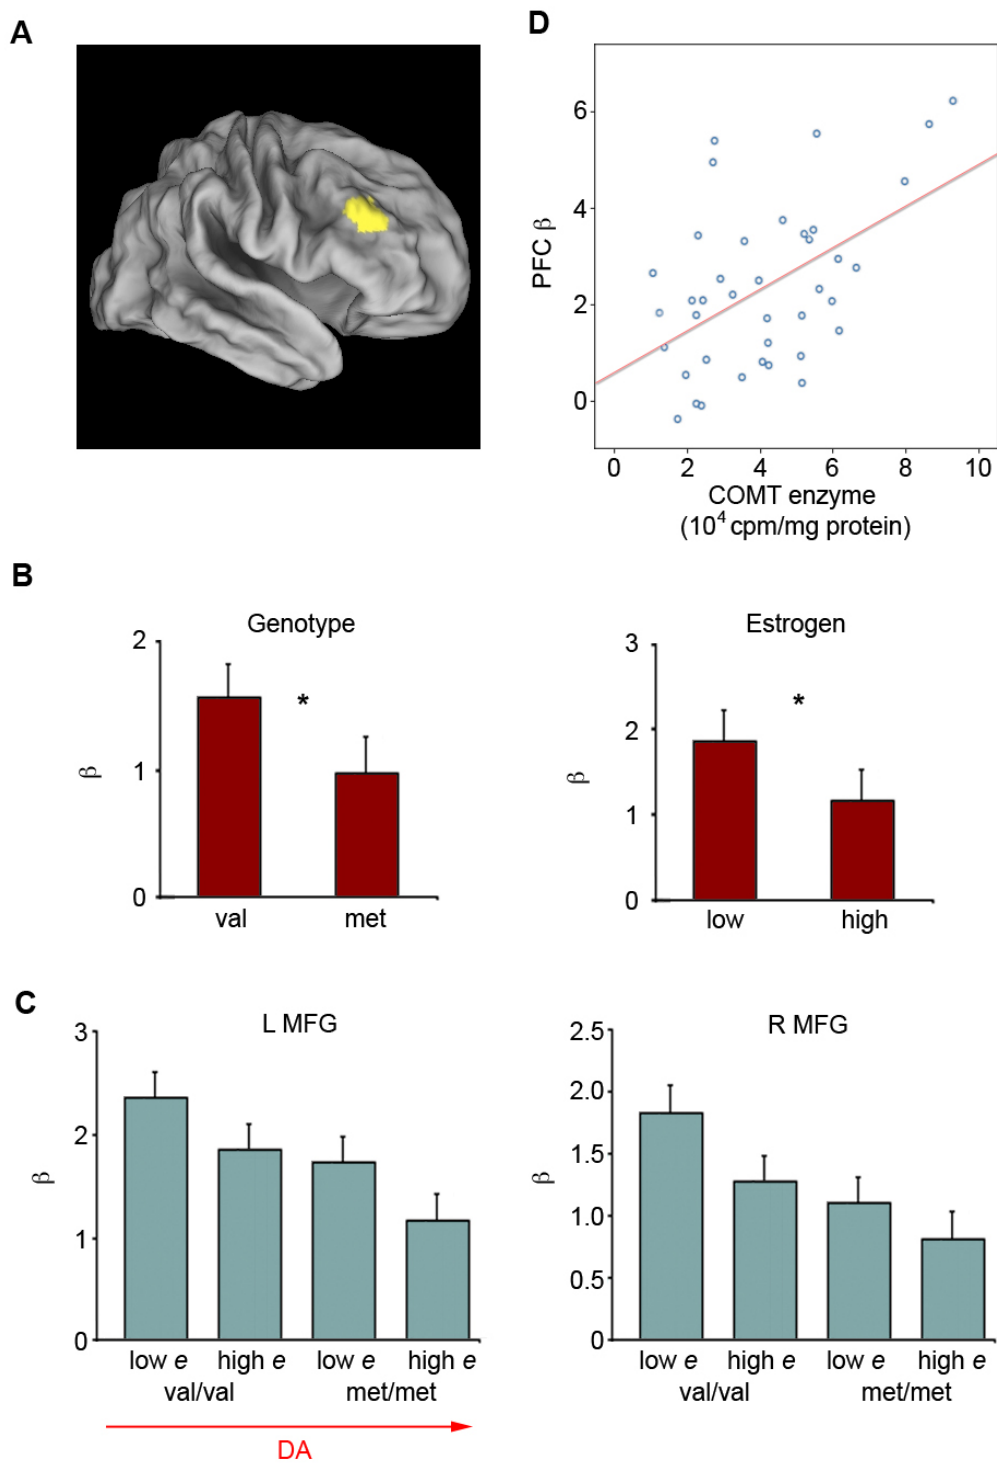 A
D
6
4
2
0
PFC β
0 2 4 6 8 10
COMT enzyme
(10⁴ cpm/mg protein)
B
Genotype
2
1
0
β
*
val met
Estrogen
3
2
1
0
β
*
low high
C
L MFG
3
2
1
0
β
low e high e low e high e
val/val met/met
DA
R MFG
2.5
2.0
1.5
1.0
0.5
0
β
low e high e low e high e
val/val met/met